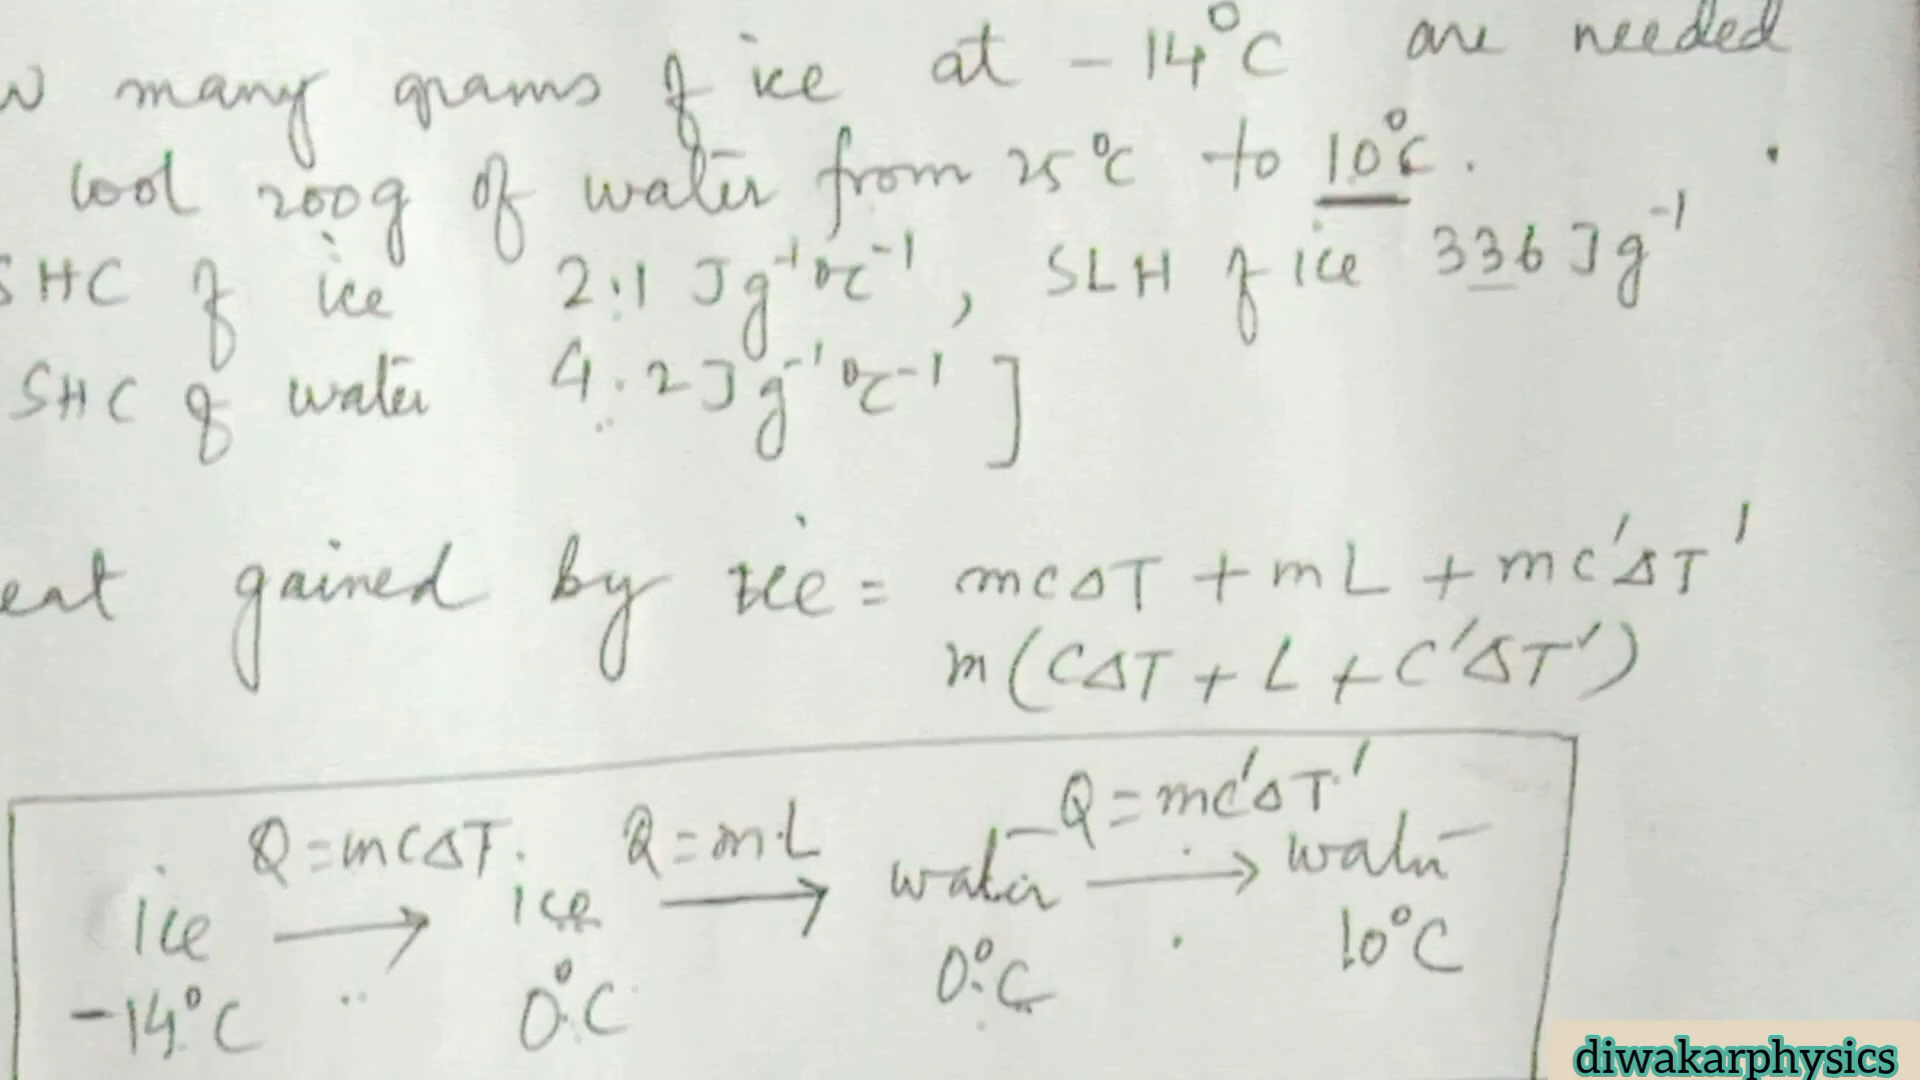 w many grams of ice at - 14°C are needed
cool 200g of water from 25°C to 10°C.
SHC of ice 2.1 Jg⁻¹°C⁻¹, SLH of ice 336 Jg⁻¹
SHC of water 4.2 Jg⁻¹°C⁻¹ ]
eat gained by ice = mcΔT + mL + mc'ΔT'
m(CΔT + L + C'ΔT')
Q = mcΔT Q = mL Q = mc'ΔT'
ice → ice → water → water
-14°C 0°C 0°C 10°C
diwakarphysics